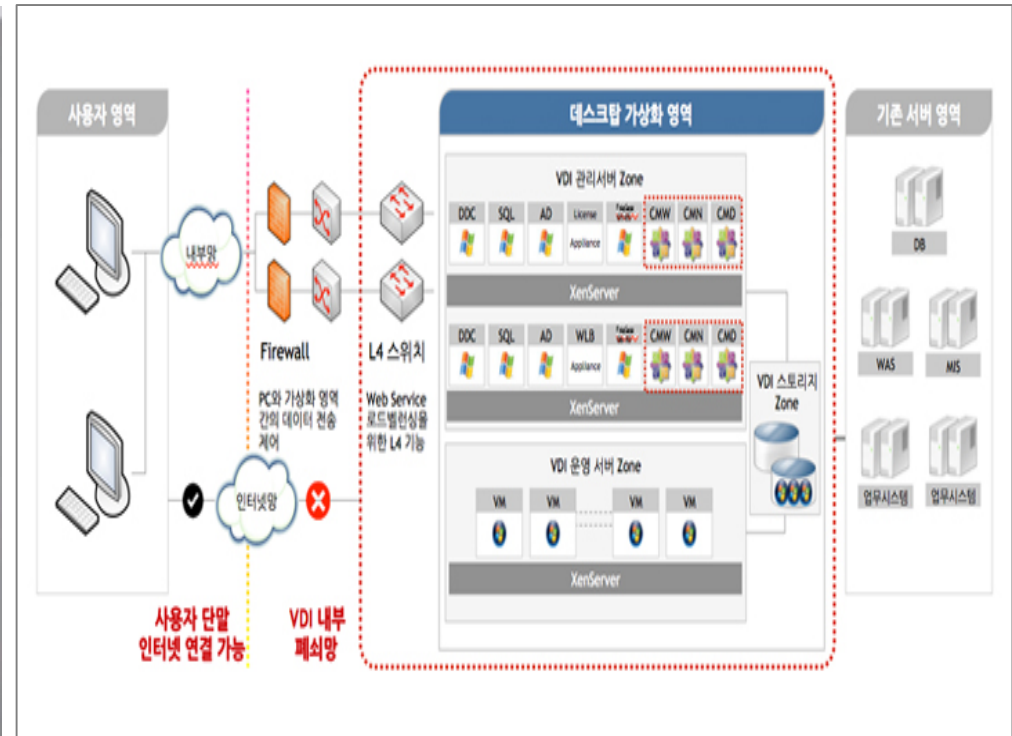 사용자 영역
데스크탑 가상화 영역
기존 서버 영역
내부망
Firewall
PC와 가상화 영역
간의 데이터 전송
제어
L4 스위치
Web Service
로드벨런싱을
위한 L4 기능
인터넷망
사용자 단말
인터넷 연결 가능
VDI 내부
폐쇠망
VDI 관리서버 Zone
DDC SQL AD License CMW CMN CMD
Appliance
XenServer
DDC SQL AD WLB CMW CMN CMD
Appliance
XenServer
VDI 운영 서버 Zone
VM VM VM VM
XenServer
VDI 스토리지
Zone
DB
WAS MIS
업무시스템 업무시스템